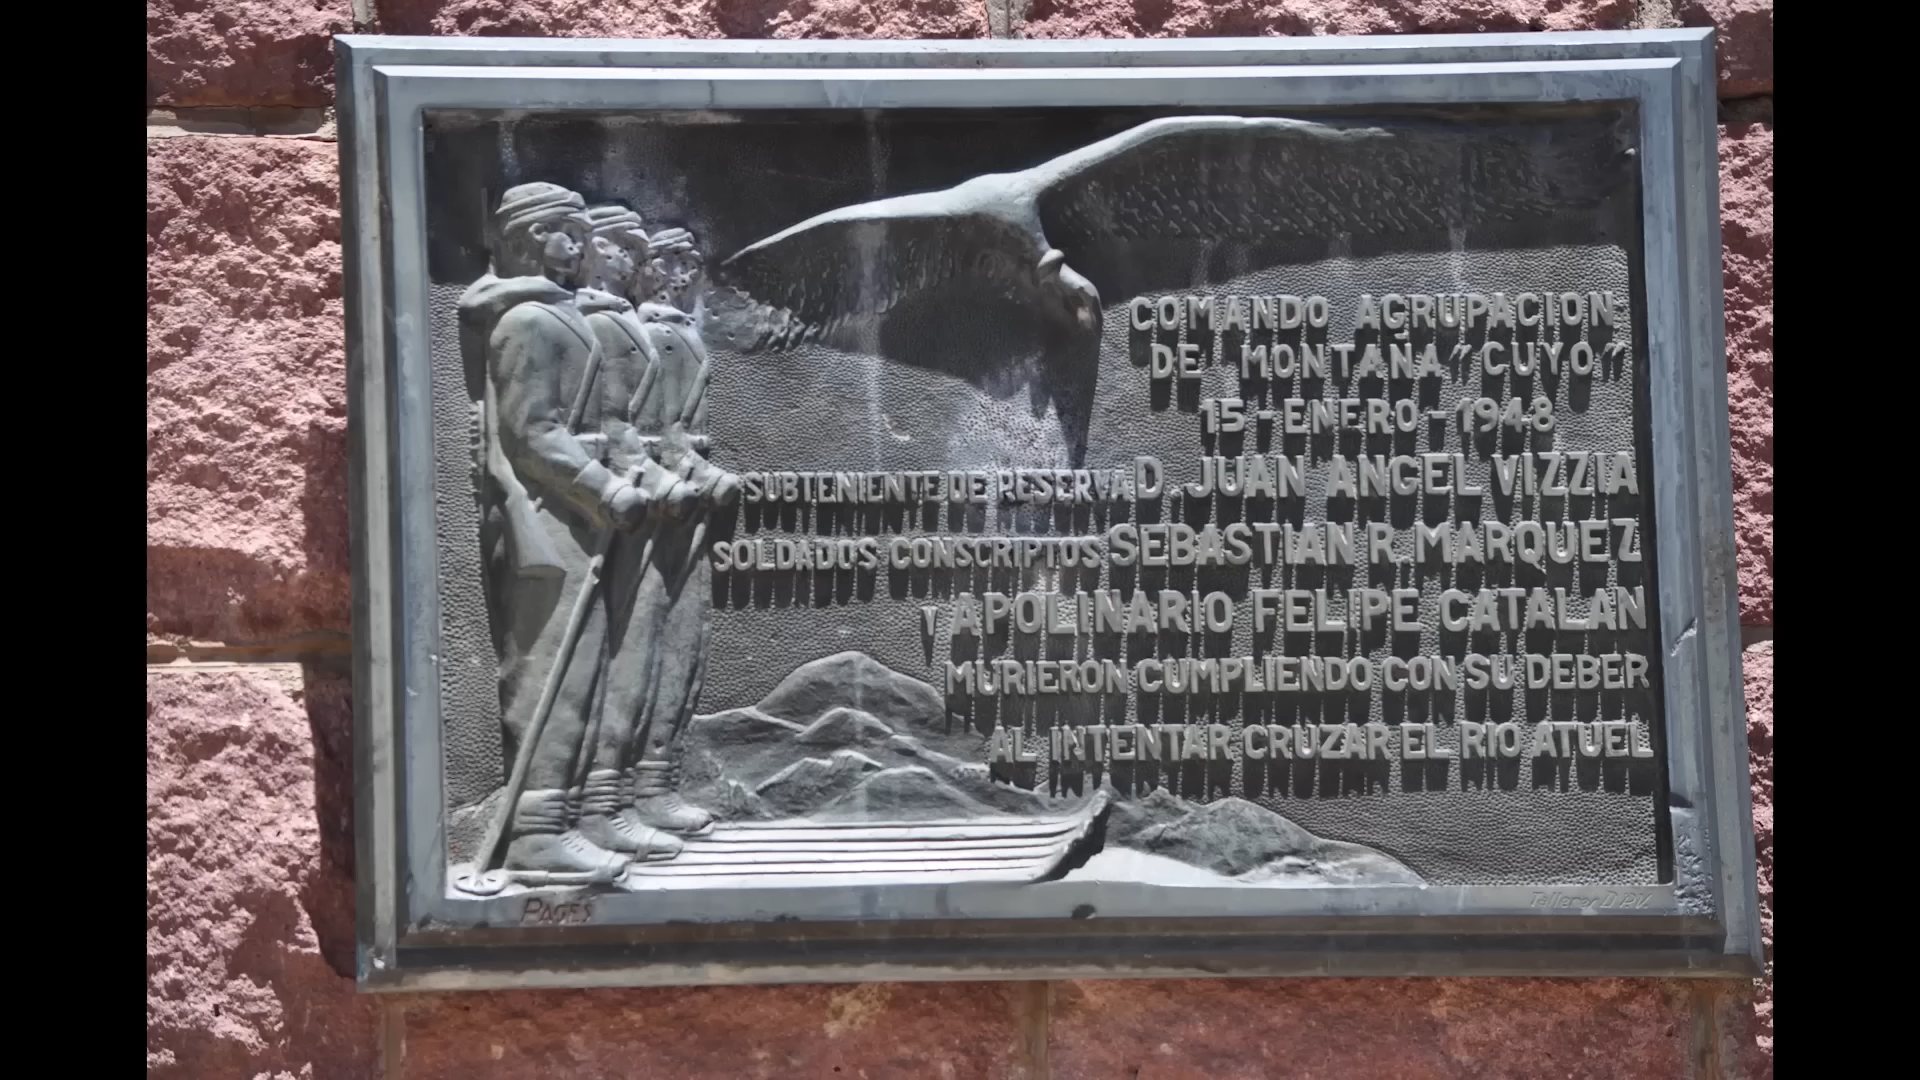 COMANDO AGRUPACION
DE MONTAÑA "CUYO"
15-ENERO-1948
SUBTENIENTE DE RESERVA D. JUAN ANGEL VIZZIA
SOLDADOS CONSCRIPTOS SEBASTIAN R. MARQUEZ
Y APOLINARIO FELIPE CATALAN
MURIERON CUMPLIENDO CON SU DEBER
AL INTENTAR CRUZAR EL RIO ATUEL
PAGES
Talleres D.P.V.